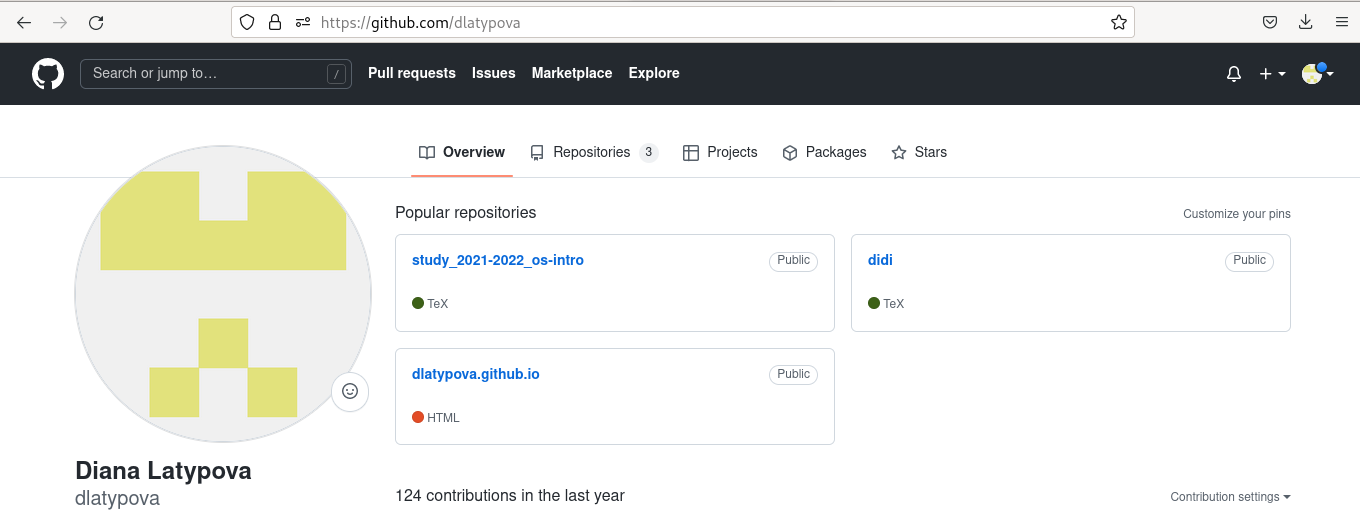 https://github.com/dlatypova
Search or jump to… /
Pull requests Issues Marketplace Explore
Overview Repositories 3 Projects Packages Stars
Popular repositories Customize your pins
study_2021-2022_os-intro Public
TeX
didi Public
TeX
dlatypova.github.io Public
HTML
Diana Latypova
dlatypova
124 contributions in the last year Contribution settings